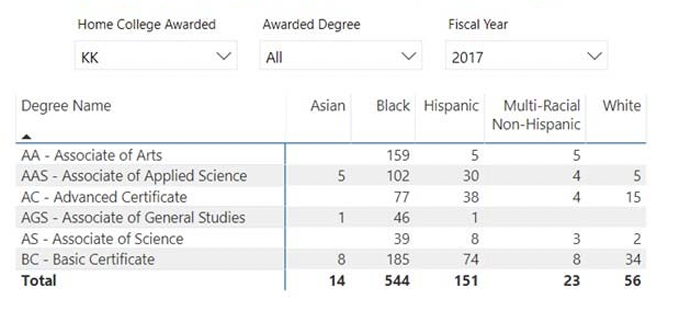 Home College Awarded Awarded Degree Fiscal Year
KK All 2017
Degree Name Asian Black Hispanic Multi-Racial White
Non-Hispanic
AA - Associate of Arts 159 5 5
AAS - Associate of Applied Science 5 102 30 4 5
AC - Advanced Certificate 77 38 4 15
AGS - Associate of General Studies 1 46 1
AS - Associate of Science 39 8 3 2
BC - Basic Certificate 8 185 74 8 34
Total 14 544 151 23 56